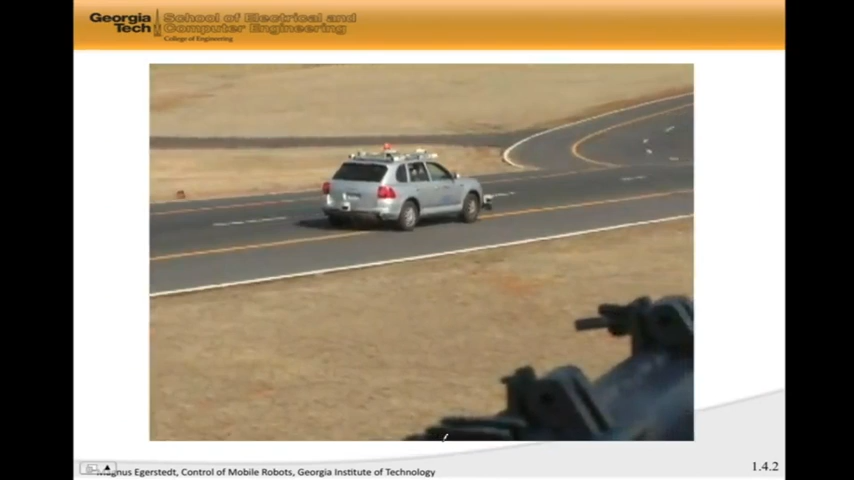 Georgia Tech
School of Electrical and Computer Engineering
College of Engineering
Magnus Egerstedt, Control of Mobile Robots, Georgia Institute of Technology
1.4.2